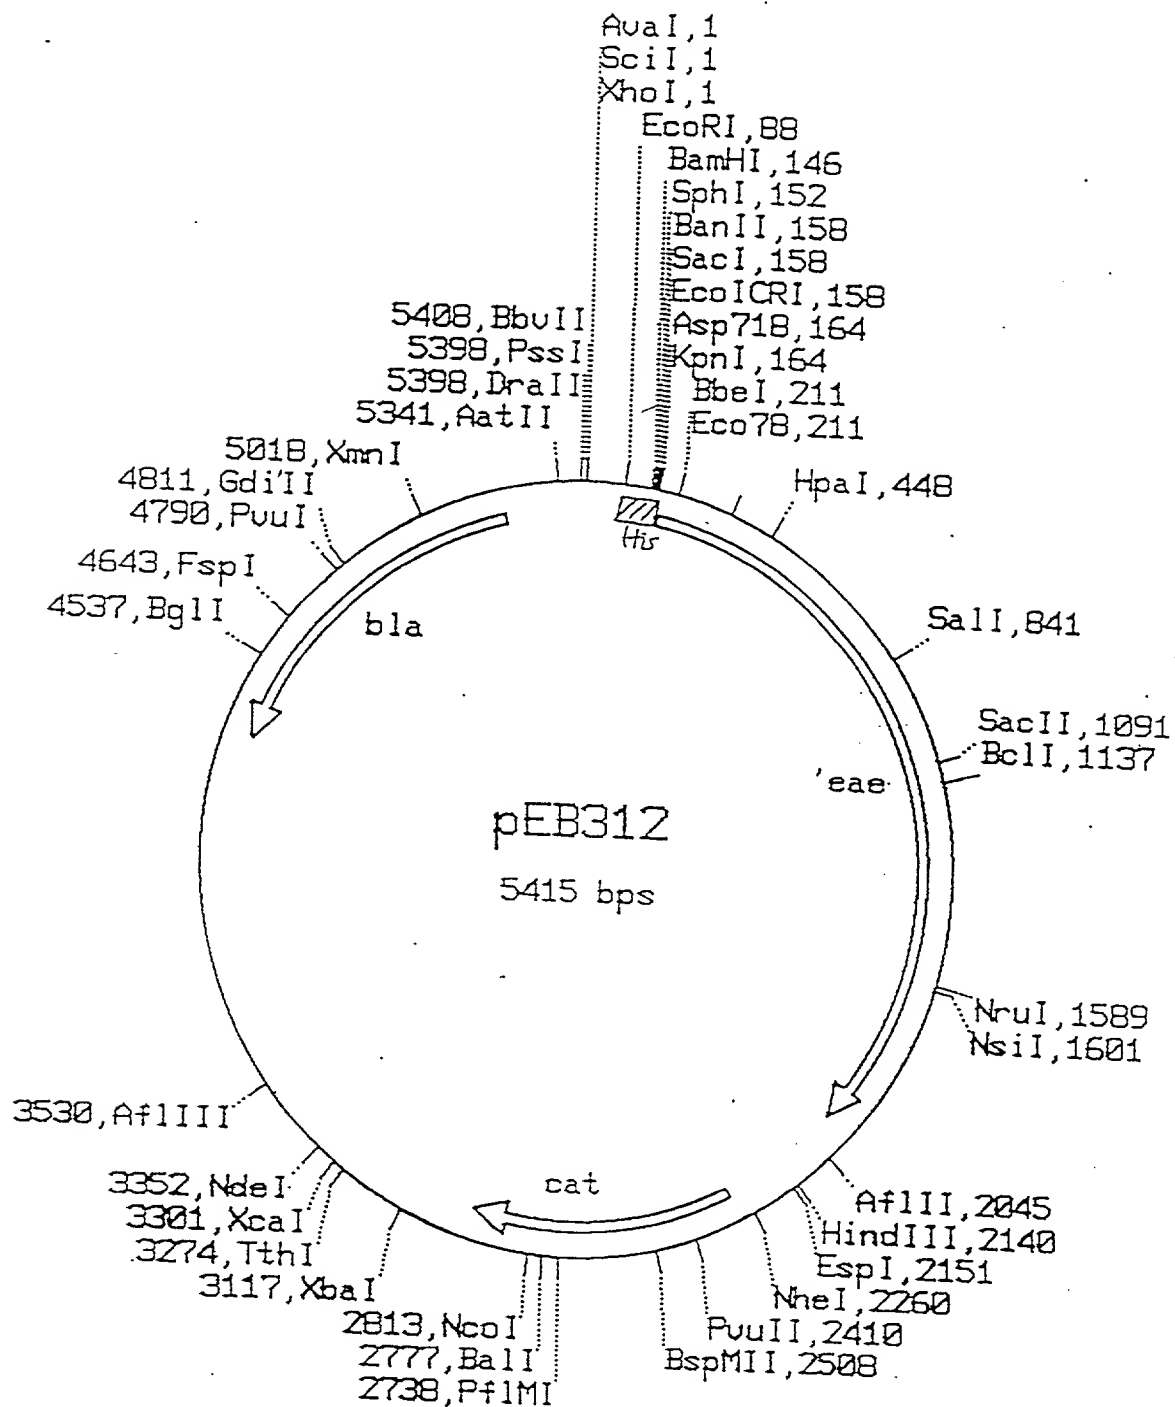 AvaI,1
SciI,1
XhoI,1
EcoRI,88
BamHI,146
SphI,152
BanII,158
SacI,158
EcoICRI,158
Asp718,164
KpnI,164
BbeI,211
Eco78,211
5408,BbvII
5398,PssI
5398,DraII
5341,AatII
5018,XmnI
4811,Gdi'II
4790,PvuI
4643,FspI
4537,BglI
HpaI,448
His
bla
SalI,841
SacII,1091
BclI,1137
'eae
pEB312
5415 bps
NruI,1589
NsiI,1601
3530,AflIII
3352,NdeI
3301,XcaI
3274,TthI
3117,XbaI
cat
AflII,2045
HindIII,2140
EspI,2151
NheI,2260
PvuII,2410
BspMII,2508
2813,NcoI
2777,BalI
2738,PflMI